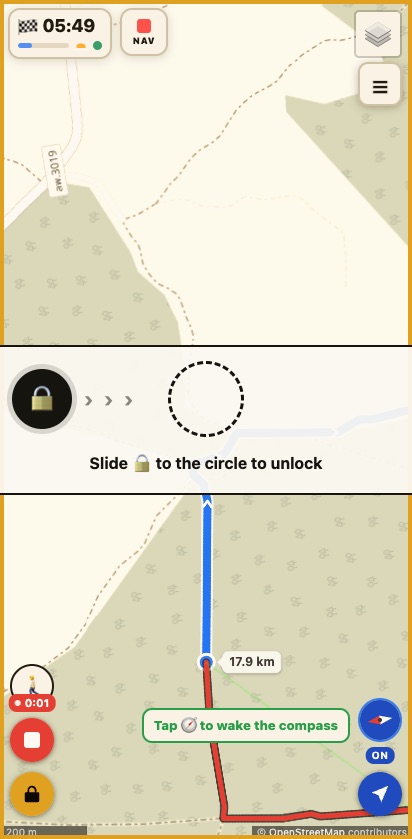 05:49
NAV
aw.3019
Slide 🔒 to the circle to unlock
17.9 km
0:01
Tap 🧭 to wake the compass
ON
200 m
© OpenStreetMap contributors